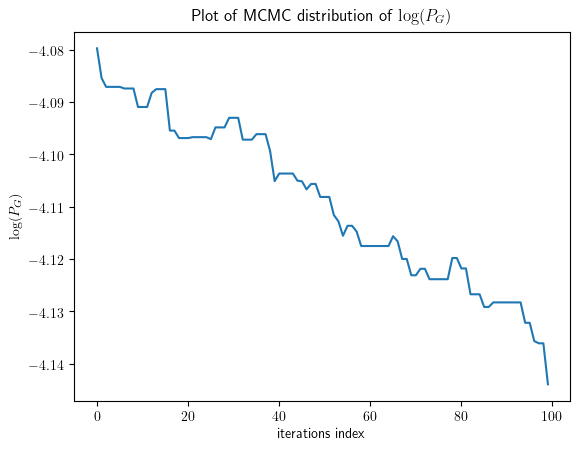 Plot of MCMC distribution of log(P_G)
−4.08
−4.09
−4.10
−4.11
−4.12
−4.13
−4.14
log(P_G)
0 20 40 60 80 100
iterations index